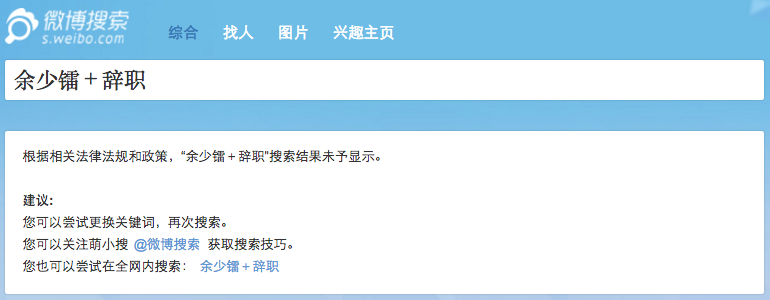 微博搜索
s.weibo.com
综合 找人 图片 兴趣主页
余少镭＋辞职
根据相关法律法规和政策，“余少镭＋辞职”搜索结果未予显示。
建议:
您可以尝试更换关键词，再次搜索。
您可以关注萌小搜 @微博搜索 获取搜索技巧。
您也可以尝试在全网内搜索： 余少镭＋辞职